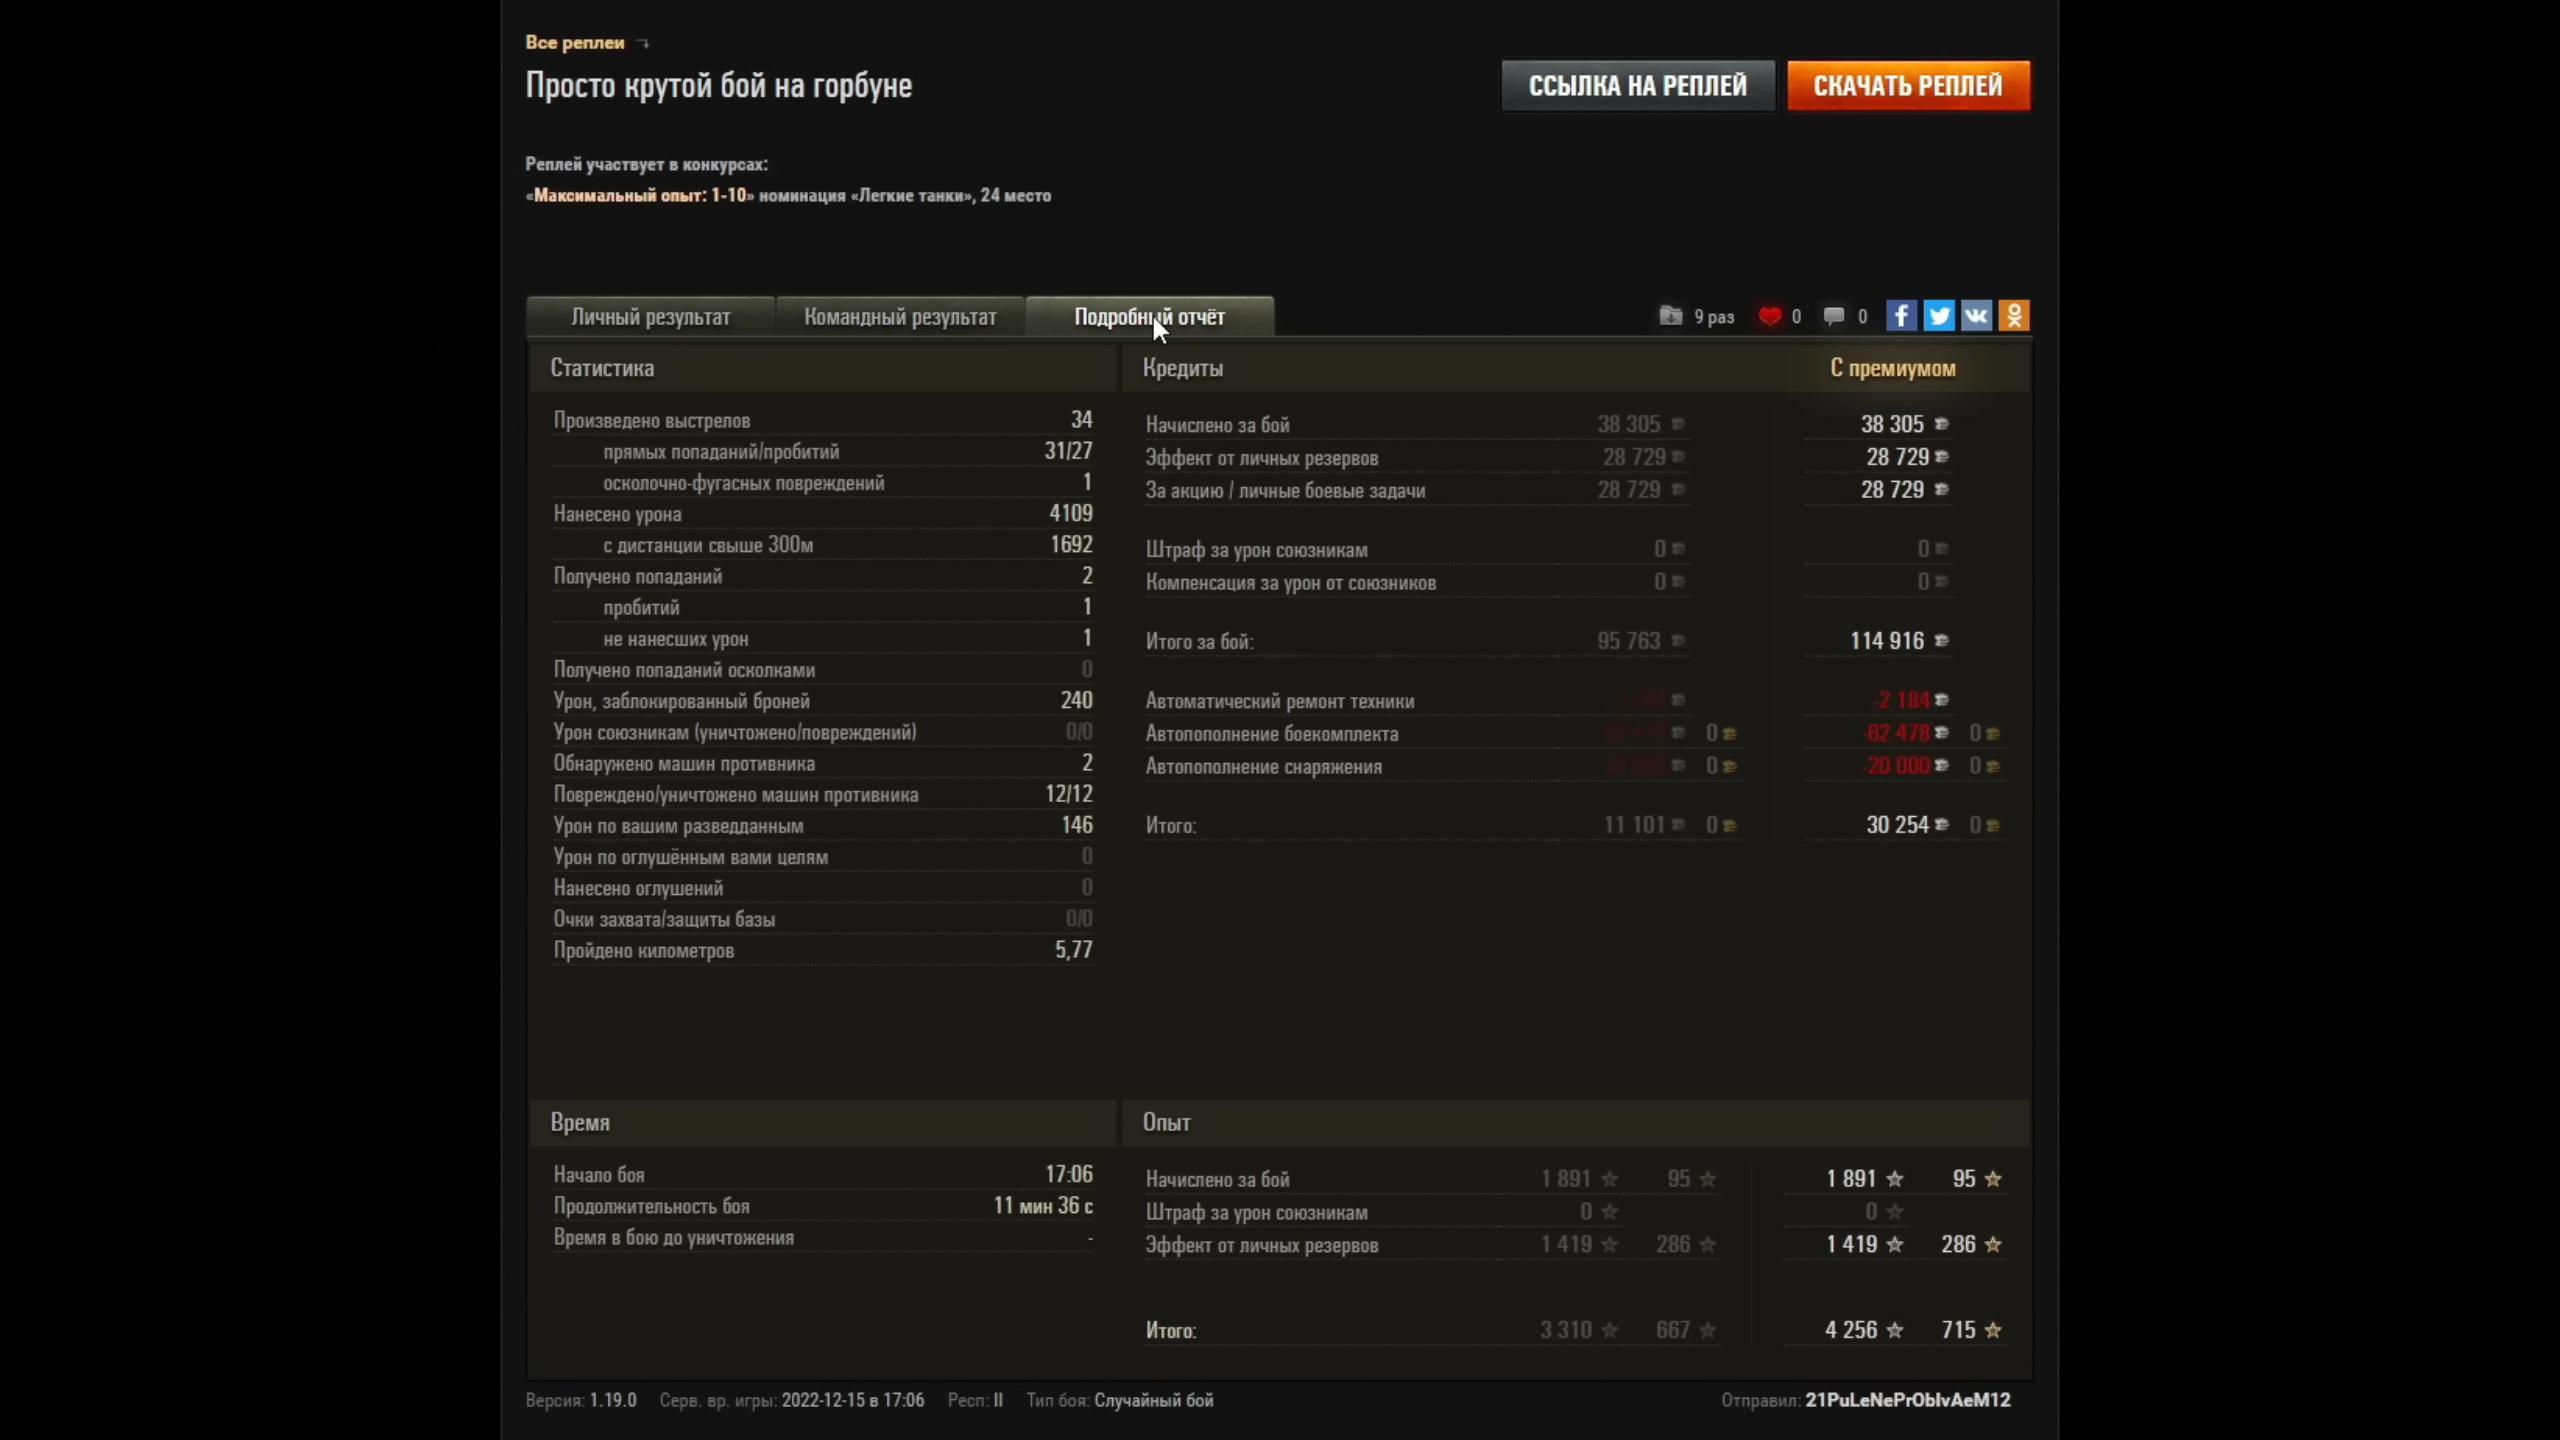 Все реплеи
Просто крутой бой на горбуне
ССЫЛКА НА РЕПЛЕЙ
СКАЧАТЬ РЕПЛЕЙ
Реплей участвует в конкурсах:
«Максимальный опыт: 1-10» номинация «Легкие танки», 24 место
Личный результат
Командный результат
Подробный отчёт
9 раз
0
0
Статистика
Произведено выстрелов 34
прямых попаданий/пробитий 31/27
осколочно-фугасных повреждений 1
Нанесено урона 4109
с дистанции свыше 300м 1692
Получено попаданий 2
пробитий 1
не нанесших урон 1
Получено попаданий осколками 0
Урон, заблокированный броней 240
Урон союзникам (уничтожено/повреждений) 0/0
Обнаружено машин противника 2
Повреждено/уничтожено машин противника 12/12
Урон по вашим разведданным 146
Урон по оглушённым вами целям 0
Нанесено оглушений 0
Очки захвата/защиты базы 0/0
Пройдено километров 5,77
Кредиты С премиумом
Начислено за бой 38 305 38 305
Эффект от личных резервов 28 729 28 729
За акцию / личные боевые задачи 28 729 28 729
Штраф за урон союзникам 0 0
Компенсация за урон от союзников 0 0
Итого за бой: 95 763 114 916
Автоматический ремонт техники -2 184
Автопополнение боекомплекта 0 -62 478 0
Автопополнение снаряжения 0 -20 000 0
Итого: 11 101 0 30 254 0
Время
Начало боя 17:06
Продолжительность боя 11 мин 36 с
Время в бою до уничтожения -
Опыт
Начислено за бой 1 891 95 1 891 95
Штраф за урон союзникам 0 0
Эффект от личных резервов 1 419 286 1 419 286
Итого: 3 310 667 4 256 715
Версия: 1.19.0 Серв. вр. игры: 2022-12-15 в 17:06 Респ: II Тип боя: Случайный бой
Отправил: 21PuLeNePrOblvAeM12